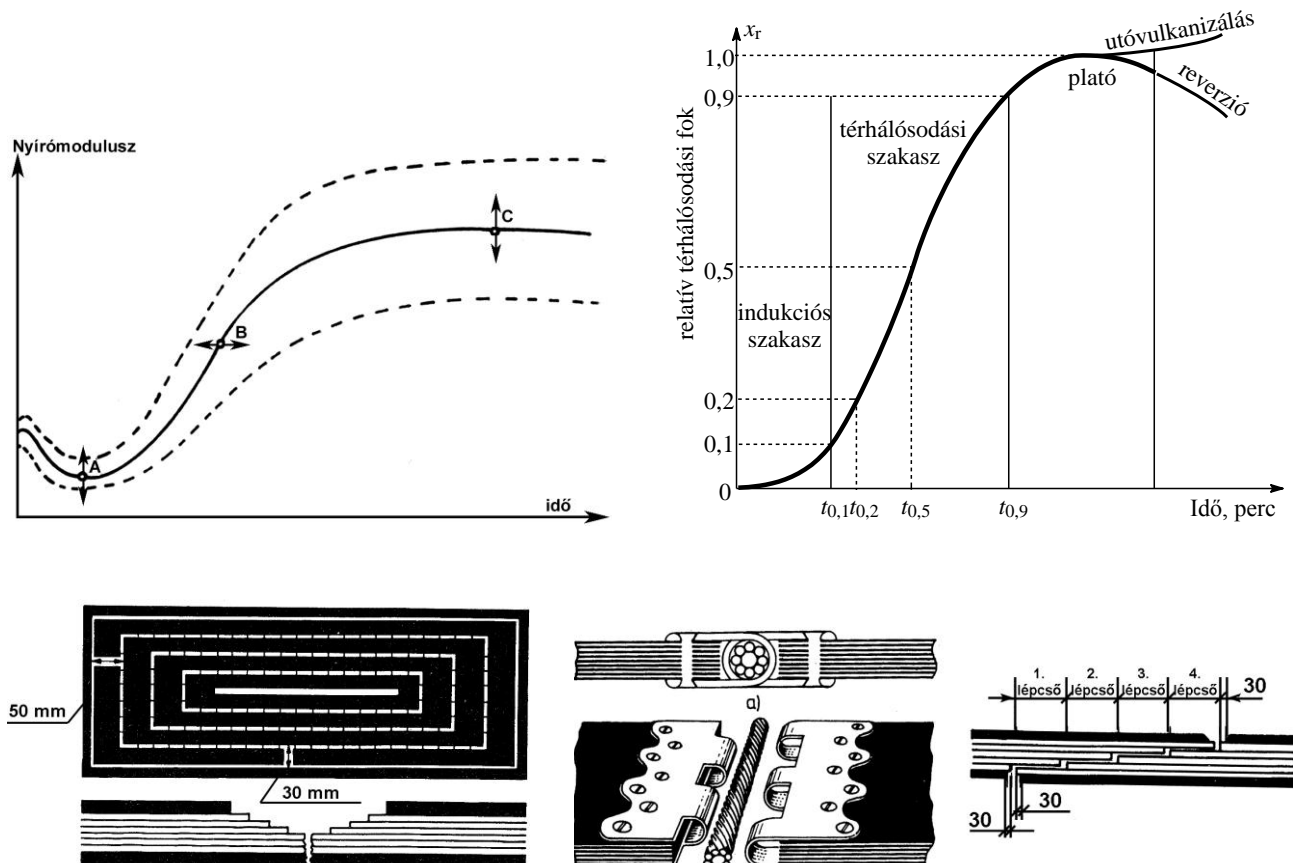 Nyírómodulusz
A
B
C
idő
x_r
utóvulkanizálás
1,0
plató
reverzió
0,9
térhálósodási
szakasz
relatív térhálósodási fok
0,5
indukciós
szakasz
0,2
0,1
0
t0,1 t0,2 t0,5 t0,9 Idő, perc
50 mm
30 mm
a)
1. 2. 3. 4.
lépcső lépcső lépcső lépcső 30
30 30